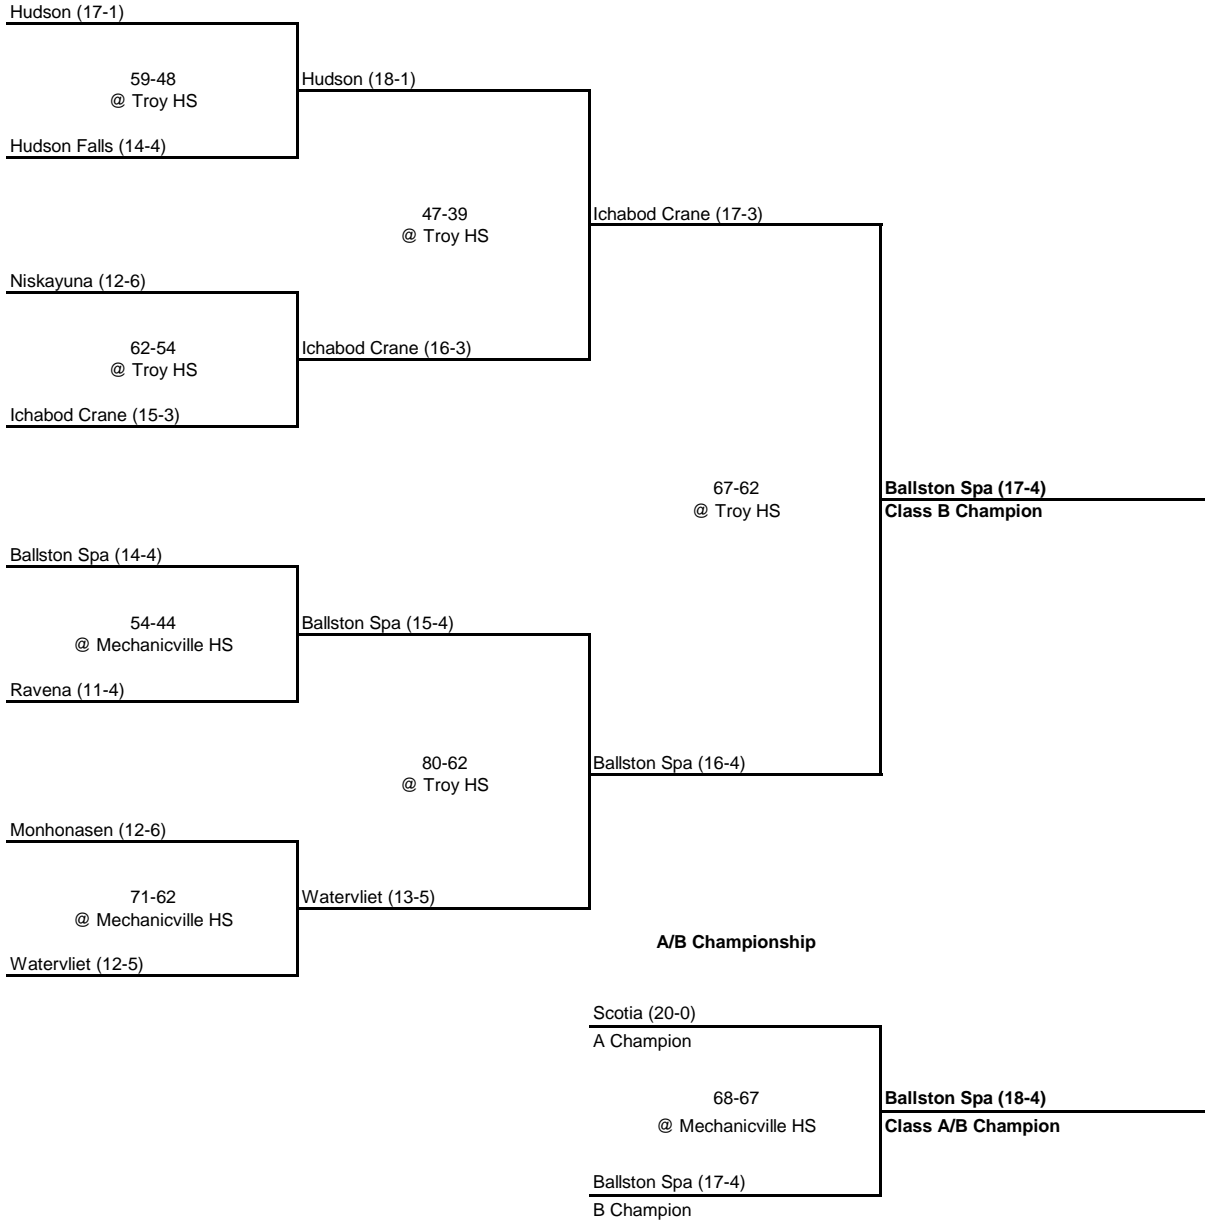 Hudson (17-1)
59-48
@ Troy HS
Hudson (18-1)
Hudson Falls (14-4)
47-39
@ Troy HS
Ichabod Crane (17-3)
Niskayuna (12-6)
62-54
@ Troy HS
Ichabod Crane (16-3)
Ichabod Crane (15-3)
67-62
@ Troy HS
Ballston Spa (17-4)
Class B Champion
Ballston Spa (14-4)
54-44
@ Mechanicville HS
Ballston Spa (15-4)
Ravena (11-4)
80-62
@ Troy HS
Ballston Spa (16-4)
Monhonasen (12-6)
71-62
@ Mechanicville HS
Watervliet (13-5)
Watervliet (12-5)
A/B Championship
Scotia (20-0)
A Champion
68-67
@ Mechanicville HS
Ballston Spa (18-4)
Class A/B Champion
Ballston Spa (17-4)
B Champion